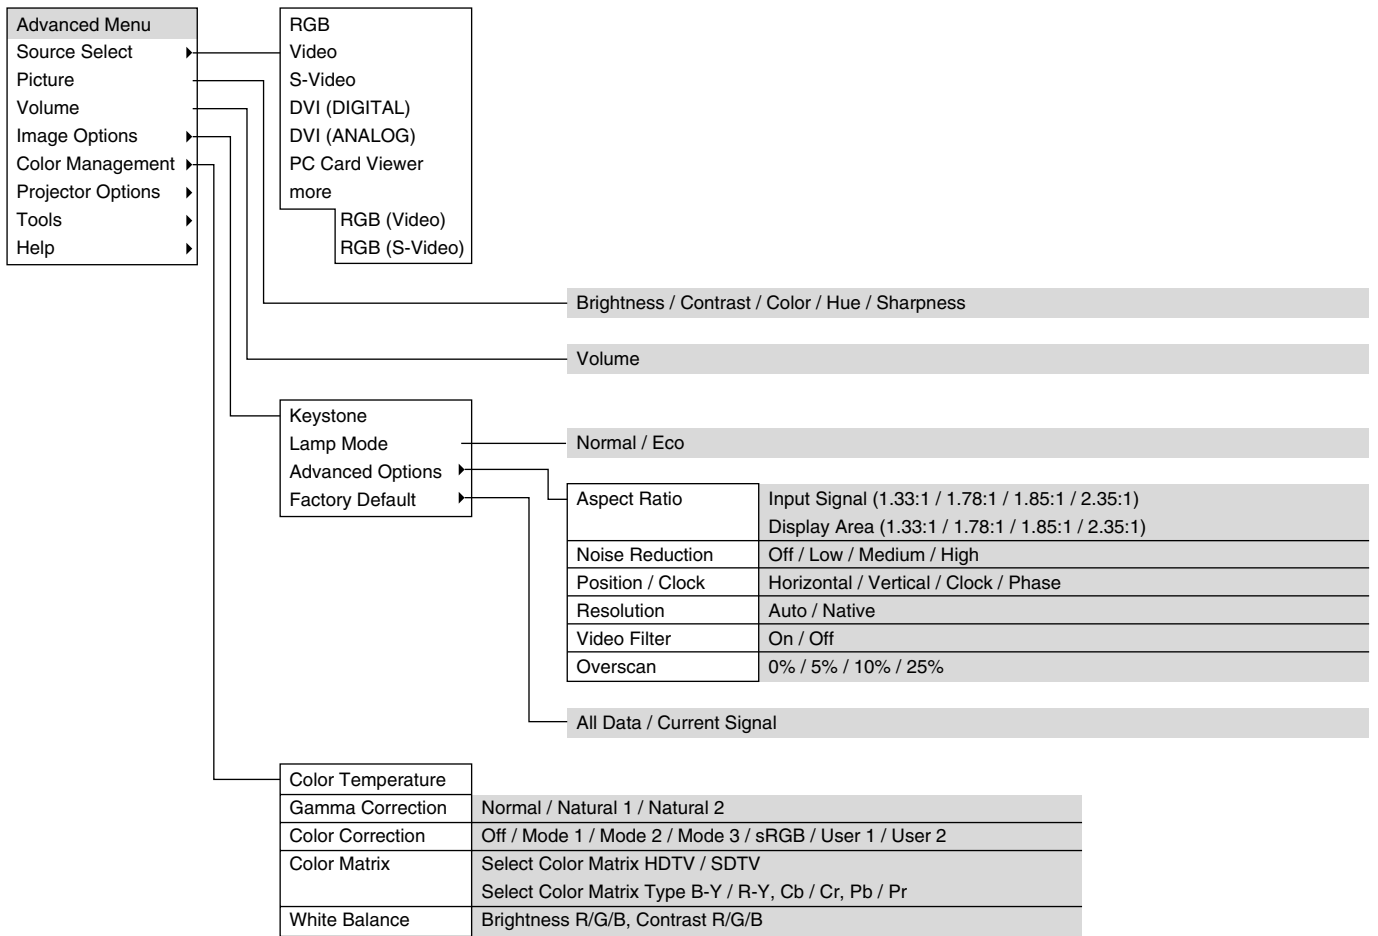 Advanced Menu
Source Select
Picture
Volume
Image Options
Color Management
Projector Options
Tools
Help
RGB
Video
S-Video
DVI (DIGITAL)
DVI (ANALOG)
PC Card Viewer
more
RGB (Video)
RGB (S-Video)
Brightness / Contrast / Color / Hue / Sharpness
Volume
Keystone
Lamp Mode
Advanced Options
Factory Default
Normal / Eco
Aspect Ratio
Input Signal (1.33:1 / 1.78:1 / 1.85:1 / 2.35:1)
Display Area (1.33:1 / 1.78:1 / 1.85:1 / 2.35:1)
Noise Reduction
Off / Low / Medium / High
Position / Clock
Horizontal / Vertical / Clock / Phase
Resolution
Auto / Native
Video Filter
On / Off
Overscan
0% / 5% / 10% / 25%
All Data / Current Signal
Color Temperature
Gamma Correction
Normal / Natural 1 / Natural 2
Color Correction
Off / Mode 1 / Mode 2 / Mode 3 / sRGB / User 1 / User 2
Color Matrix
Select Color Matrix HDTV / SDTV
Select Color Matrix Type B-Y / R-Y, Cb / Cr, Pb / Pr
White Balance
Brightness R/G/B, Contrast R/G/B